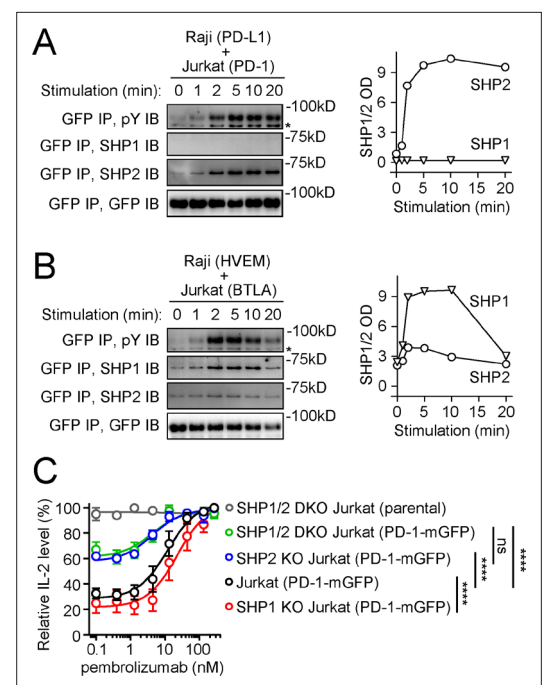 A
Raji (PD-L1)
+
Jurkat (PD-1)
Stimulation (min): 0 1 2 5 10 20
GFP IP, pY IB
-100kD
*
GFP IP, SHP1 IB
-75kD
GFP IP, SHP2 IB
-75kD
GFP IP, GFP IB
-100kD
SHP1/2 OD
9
6
3
0
SHP2
SHP1
0 5 10 20
Stimulation (min)
B
Raji (HVEM)
+
Jurkat (BTLA)
Stimulation (min): 0 1 2 5 10 20
GFP IP, pY IB
-100kD
*
GFP IP, SHP1 IB
-75kD
GFP IP, SHP2 IB
-75kD
GFP IP, GFP IB
-100kD
SHP1/2 OD
9
6
3
0
SHP1
SHP2
0 5 10 20
Stimulation (min)
C
Relative IL-2 level (%)
100
80
60
40
20
0
0.1 1 10 100
pembrolizumab (nM)
SHP1/2 DKO Jurkat (parental)
SHP1/2 DKO Jurkat (PD-1-mGFP)
SHP2 KO Jurkat (PD-1-mGFP)
Jurkat (PD-1-mGFP)
SHP1 KO Jurkat (PD-1-mGFP)
****
****
ns
****